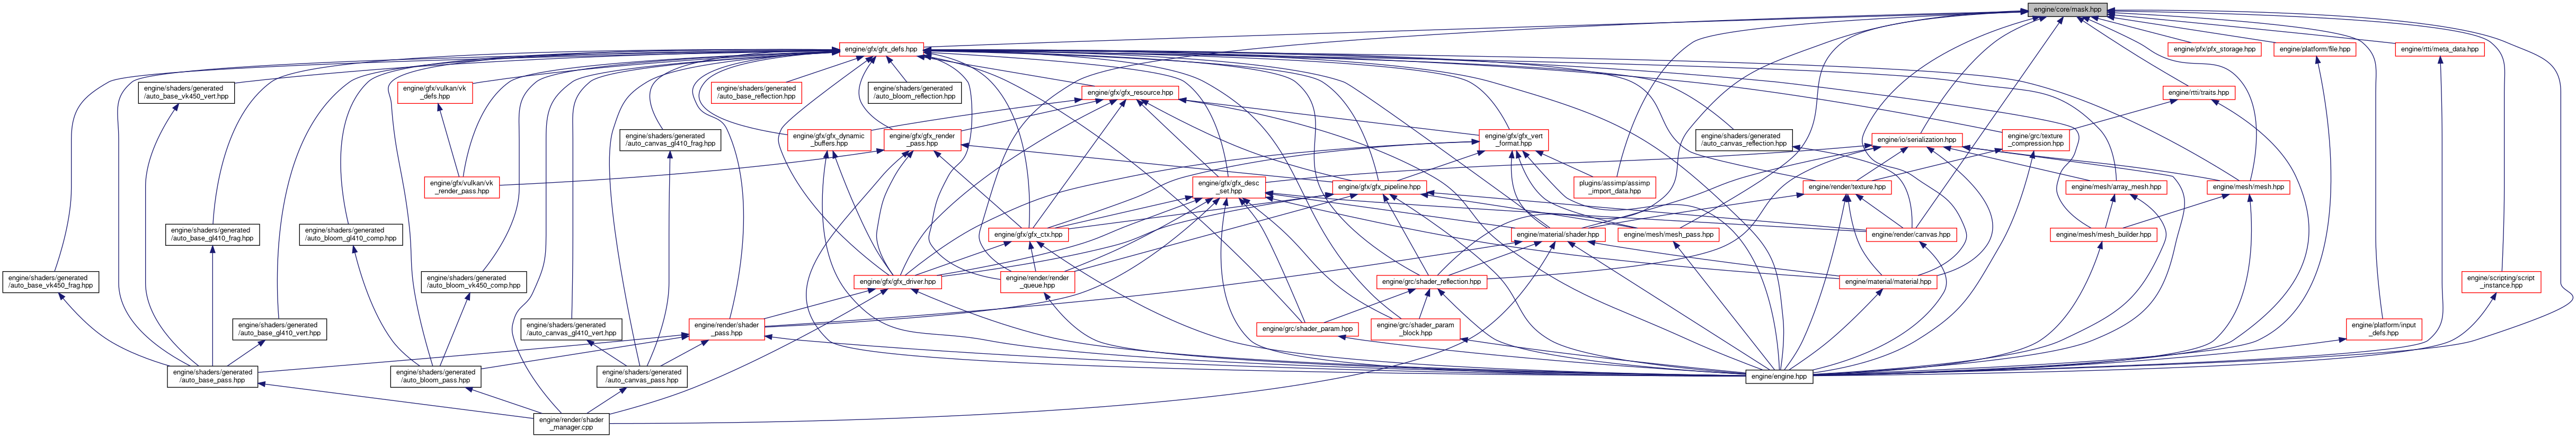 engine/core/mask.hpp
engine/gfx/gfx_defs.hpp
engine/pfx/pfx_storage.hpp
engine/platform/file.hpp
engine/rtti/meta_data.hpp
engine/shaders/generated
/auto_base_vk450_vert.hpp
engine/gfx/vulkan/vk
_defs.hpp
engine/shaders/generated
/auto_base_reflection.hpp
engine/shaders/generated
/auto_bloom_reflection.hpp
engine/gfx/gfx_resource.hpp
engine/rtti/traits.hpp
engine/shaders/generated
/auto_canvas_gl410_frag.hpp
engine/gfx/gfx_dynamic
_buffers.hpp
engine/gfx/gfx_render
_pass.hpp
engine/gfx/gfx_vert
_format.hpp
engine/shaders/generated
/auto_canvas_reflection.hpp
engine/io/serialization.hpp
engine/grc/texture
_compression.hpp
engine/gfx/vulkan/vk
_render_pass.hpp
engine/gfx/gfx_desc
_set.hpp
engine/gfx/gfx_pipeline.hpp
plugins/assimp/assimp
_import_data.hpp
engine/render/texture.hpp
engine/mesh/array_mesh.hpp
engine/mesh/mesh.hpp
engine/shaders/generated
/auto_base_gl410_frag.hpp
engine/shaders/generated
/auto_bloom_gl410_comp.hpp
engine/gfx/gfx_ctx.hpp
engine/material/shader.hpp
engine/mesh/mesh_pass.hpp
engine/render/canvas.hpp
engine/mesh/mesh_builder.hpp
engine/shaders/generated
/auto_base_vk450_frag.hpp
engine/shaders/generated
/auto_bloom_vk450_comp.hpp
engine/gfx/gfx_driver.hpp
engine/render/render
_queue.hpp
engine/grc/shader_reflection.hpp
engine/material/material.hpp
engine/scripting/script
_instance.hpp
engine/shaders/generated
/auto_base_gl410_vert.hpp
engine/shaders/generated
/auto_canvas_gl410_vert.hpp
engine/render/shader
_pass.hpp
engine/grc/shader_param.hpp
engine/grc/shader_param
_block.hpp
engine/platform/input
_defs.hpp
engine/shaders/generated
/auto_base_pass.hpp
engine/shaders/generated
/auto_bloom_pass.hpp
engine/shaders/generated
/auto_canvas_pass.hpp
engine/engine.hpp
engine/render/shader
_manager.cpp